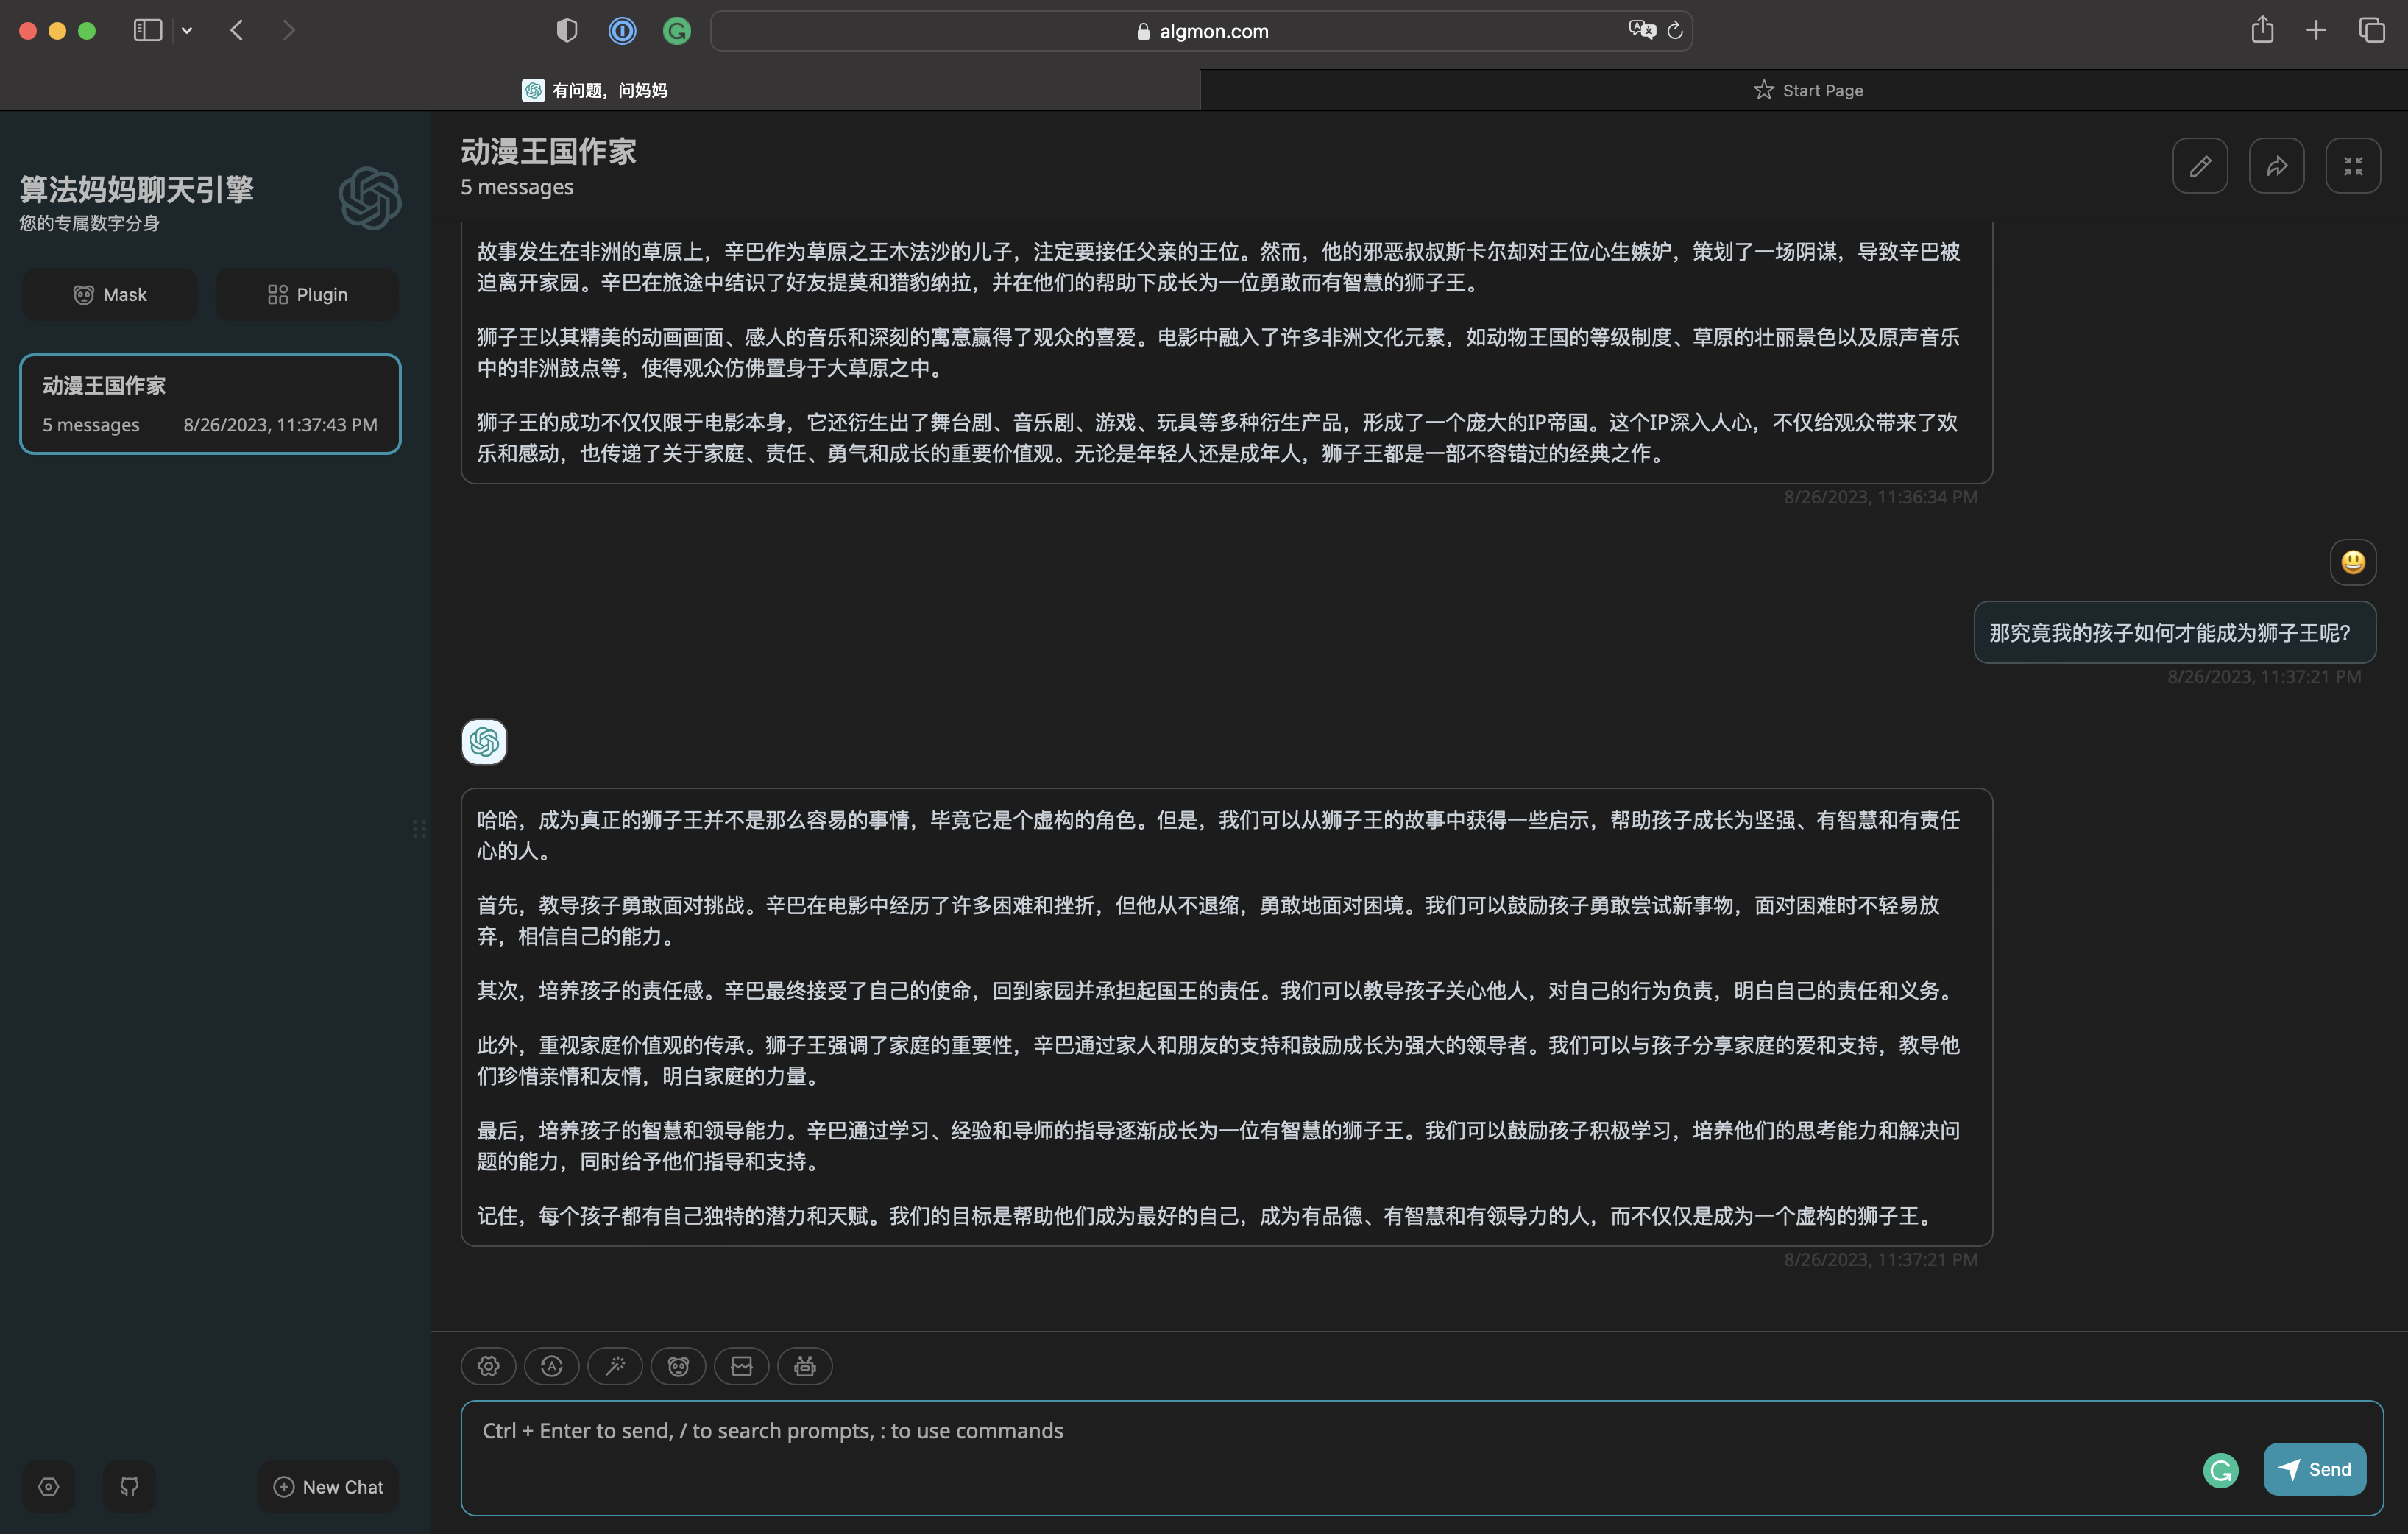 algmon.com
有问题，问妈妈
Start Page
算法妈妈聊天引擎
您的专属数字分身
Mask
Plugin
动漫王国作家
5 messages 8/26/2023, 11:37:43 PM
动漫王国作家
5 messages
故事发生在非洲的草原上，辛巴作为草原之王木法沙的儿子，注定要接任父亲的王位。然而，他的邪恶叔叔斯卡尔却对王位心生嫉妒，策划了一场阴谋，导致辛巴被
迫离开家园。辛巴在旅途中结识了好友提莫和猎豹纳拉，并在他们的帮助下成长为一位勇敢而有智慧的狮子王。
狮子王以其精美的动画画面、感人的音乐和深刻的寓意赢得了观众的喜爱。电影中融入了许多非洲文化元素，如动物王国的等级制度、草原的壮丽景色以及原声音乐
中的非洲鼓点等，使得观众仿佛置身于大草原之中。
狮子王的成功不仅仅限于电影本身，它还衍生出了舞台剧、音乐剧、游戏、玩具等多种衍生产品，形成了一个庞大的IP帝国。这个IP深入人心，不仅给观众带来了欢
乐和感动，也传递了关于家庭、责任、勇气和成长的重要价值观。无论是年轻人还是成年人，狮子王都是一部不容错过的经典之作。
8/26/2023, 11:36:34 PM
那究竟我的孩子如何才能成为狮子王呢?
8/26/2023, 11:37:21 PM
哈哈，成为真正的狮子王并不是那么容易的事情，毕竟它是个虚构的角色。但是，我们可以从狮子王的故事中获得一些启示，帮助孩子成长为坚强、有智慧和有责任
心的人。
首先，教导孩子勇敢面对挑战。辛巴在电影中经历了许多困难和挫折，但他从不退缩，勇敢地面对困境。我们可以鼓励孩子勇敢尝试新事物，面对困难时不轻易放
弃，相信自己的能力。
其次，培养孩子的责任感。辛巴最终接受了自己的使命，回到家园并承担起国王的责任。我们可以教导孩子关心他人，对自己的行为负责，明白自己的责任和义务。
此外，重视家庭价值观的传承。狮子王强调了家庭的重要性，辛巴通过家人和朋友的支持和鼓励成长为强大的领导者。我们可以与孩子分享家庭的爱和支持，教导他
们珍惜亲情和友情，明白家庭的力量。
最后，培养孩子的智慧和领导能力。辛巴通过学习、经验和导师的指导逐渐成长为一位有智慧的狮子王。我们可以鼓励孩子积极学习，培养他们的思考能力和解决问
题的能力，同时给予他们指导和支持。
记住，每个孩子都有自己独特的潜力和天赋。我们的目标是帮助他们成为最好的自己，成为有品德、有智慧和有领导力的人，而不仅仅是成为一个虚构的狮子王。
8/26/2023, 11:37:21 PM
Ctrl + Enter to send, / to search prompts, : to use commands
Send
New Chat